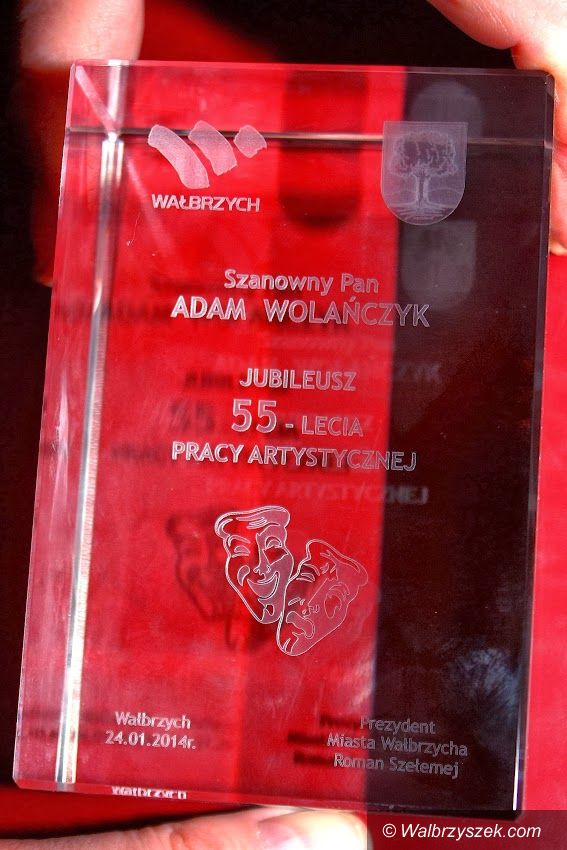 WAŁBRZYCH
Szanowny Pan
ADAM WOLAŃCZYK
JUBILEUSZ
55 - LECIA
PRACY ARTYSTYCZNEJ
Wałbrzych
24.01.2014r.
Prezydent
Miasta Wałbrzycha
Roman Szełemej
© Walbrzyszek.com